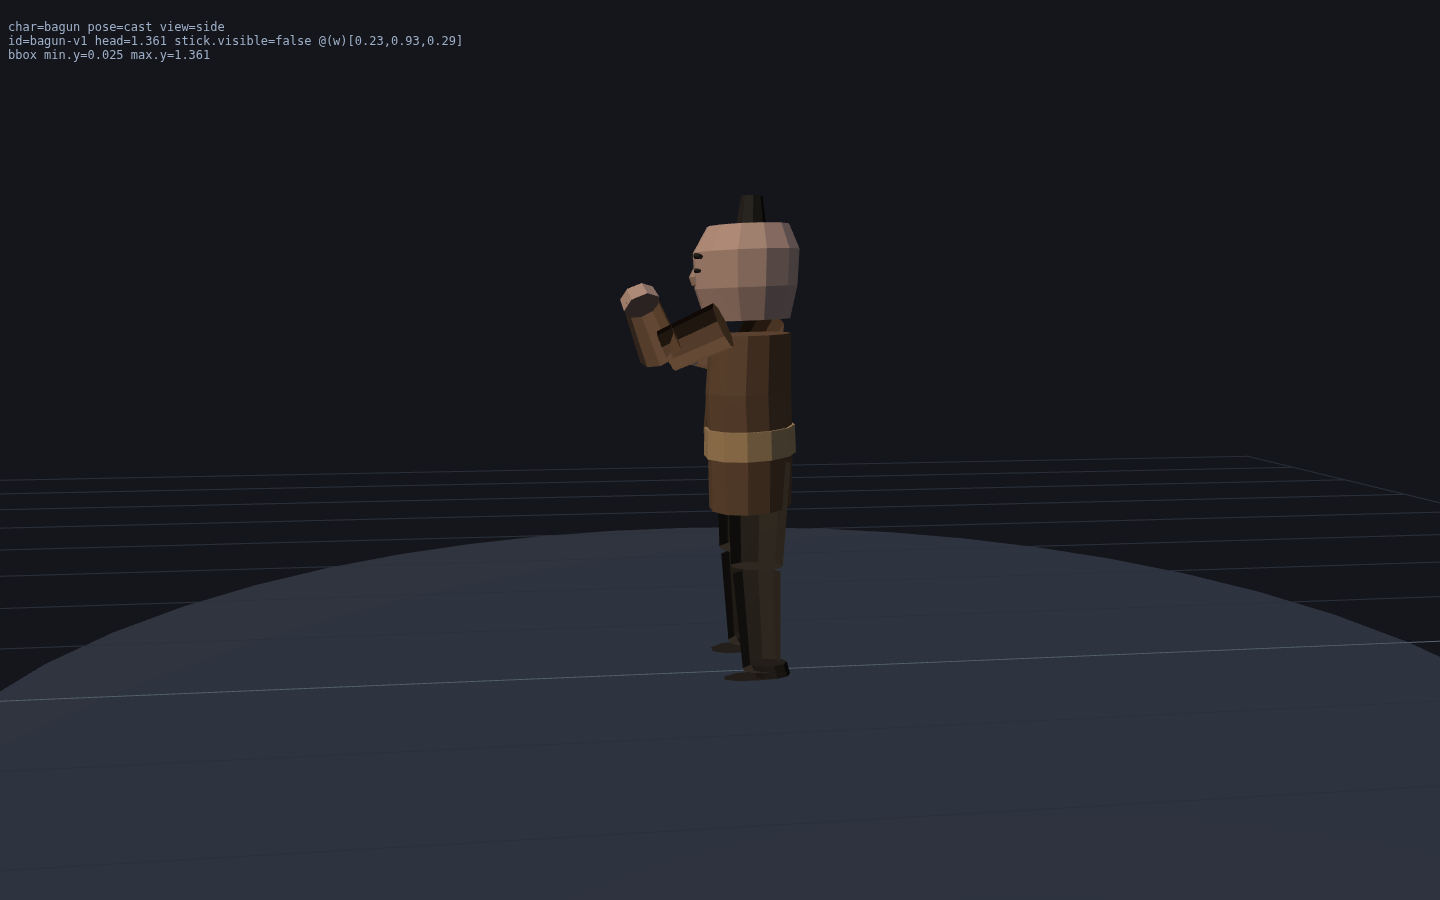 char=bagun pose=cast view=side
id=bagun-v1 head=1.361 stick.visible=false @(w)[0.23,0.93,0.29]
bbox min.y=0.025 max.y=1.361